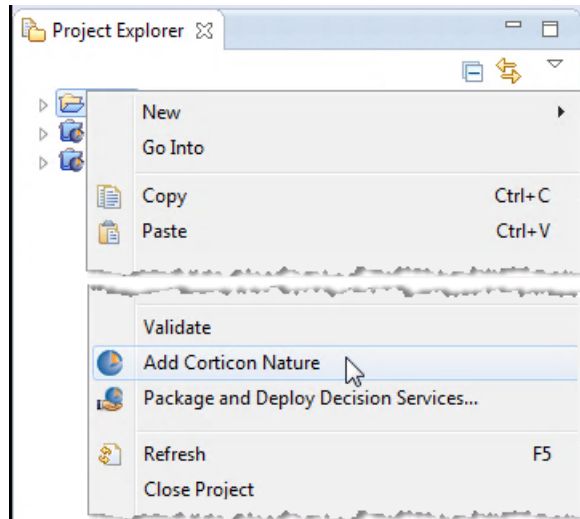 Project Explorer
New
Go Into
Copy Ctrl+C
Paste Ctrl+V
Validate
Add Corticon Nature
Package and Deploy Decision Services...
Refresh F5
Close Project